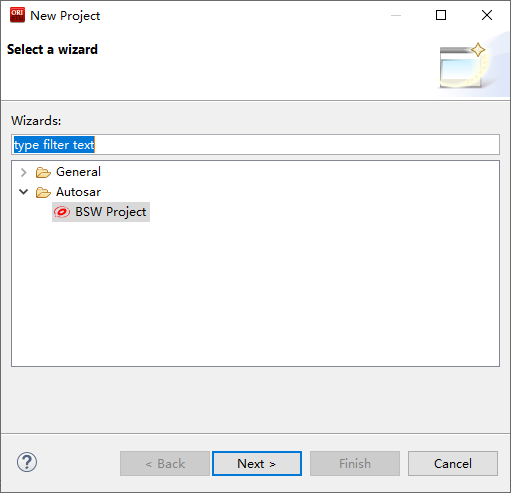 ORI
New Project
Select a wizard
Wizards:
type filter text
General
Autosar
BSW Project
?
< Back
Next >
Finish
Cancel